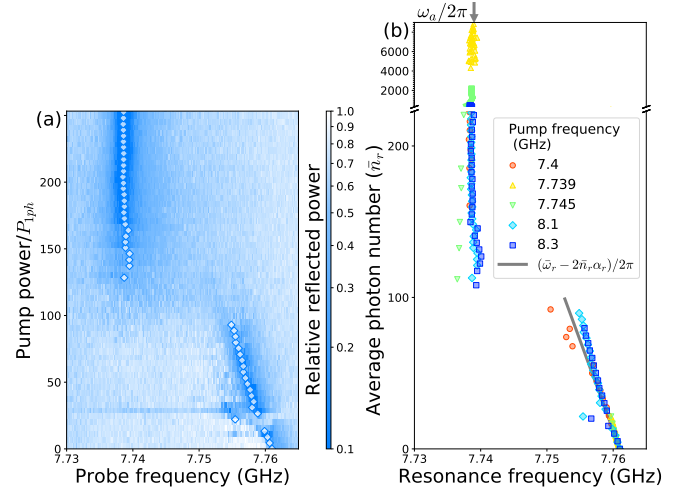 ω_a/2π
(b)
8000
6000
4000
200
100
0
7.73 7.74 7.75 7.76
Resonance frequency (GHz)
Average photon number (n̄_r)
Pump frequency
(GHz)
7.4
7.739
7.745
8.1
8.3
(ω̄_r − 2n̄_rα_r)/2π
(a)
200
150
100
50
0
7.73 7.74 7.75 7.76
Probe frequency (GHz)
Pump power/P_{1ph}
1.0
0.9
0.8
0.7
0.6
0.5
0.4
0.3
0.2
0.1
Relative reflected power